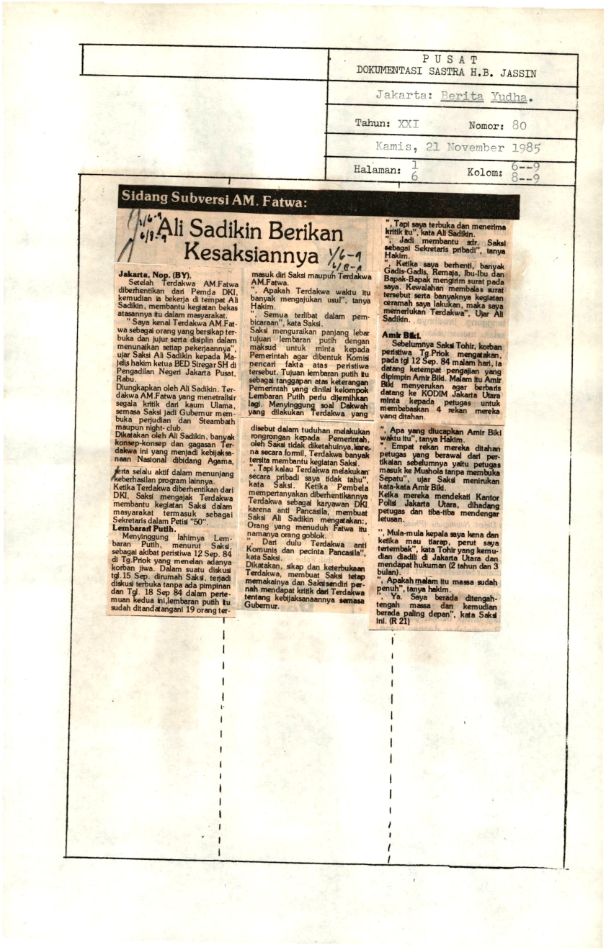 P U S A T
DOKUMENTASI SASTRA H.B. JASSIN
Jakarta: Berita Yudha.
Tahun: XXI Nomor: 80
Kamis, 21 November 1985
Halaman: 1 Kolom: 6--9
6 8--9
Sidang Subversi AM. Fatwa:
1/6-9
6/8-9
Ali Sadikin Berikan
Kesaksiannya
1/6-9
6/8-9
Jakarta, Nop. (BY).
Setelah Terdakwa AM.Fatwa
diberhentikan dari Pemda DKI,
kemudian ia bekerja di tempat Ali
Sadikin, membantu kegiatan bekas
atasannya itu dalam masyarakat.
" Saya kenal Terdakwa AM.Fat-
wa sebagai orang yang bersikap ter-
buka dan jujur serta disiplin dalam
menunaikan setiap pekerjaannya",
ujar Saksi Ali Sadikin kepada Ma-
jelis hakim ketua BED Siregar SH di
Pengadilan Negeri Jakarta Pusat,
Rabu.
Diungkapkan oleh Ali Sadikin. Ter-
dakwa AM.Fatwa yang menetralisir
segala kritik dari kaum Ulama,
semasa Saksi jadi Gubernur mem-
buka perjudian dan Steambath
maupun night-club.
Dikatakan oleh Ali Sadikin, banyak
konsep-konsip dan gagasan Ter-
dakwa ini yang menjadi kebijaksa-
naan Nasional dibidang Agama,
serta selalu aktif dalam menunjang
keberhasilan program lainnya.
Ketika Terdakwa diberhentikan dari
DKI, Saksi mengajak Terdakwa
membantu kegiatan Saksi dalam
masyarakat termasuk sebagai
Sekretaris dalam Petisi "50".
Lembarad Putih.
Menyinggung lahirnya Lem-
baran Putih, menurut Saksi,
sebagai akibat peristiwa 12 Sep. 84
di Tg.Priok yang menelan adanya
korban jiwa. Dalam suatu diskusi
tgl.15 Sep. dirumah Saksi, terjadi
diskusi terbuka tanpa ada pimpinan
dan Tgl. 18 Sep 84 dalam perte-
muan kedua ini,lembaran putih itu
sudah ditandatangani 19 orang ter-
masuk diri Saksi maupun Terdakwa
AM.Fatwa.
", Apakah Terdakwa waktu itu
banyak mengajukan usul", tanya
Hakim.
", Semua terlibat dalam pem-
bicaraan", kata Saksi.
Saksi menguraikan panjang lebar
tujuan lembaran putih dengan
maksud untuk minta kepada
Pemerintah agar dibentuk Komisi
pencari fakta atas peristiwa
tersebut. Tujuan lembaran putih itu
sebagai tanggapan atas keterangan
Pemerintah yang dinilai kelompok
Lembaran Putih perlu dijernihkan
lagi. Menyinggung soal Dakwah
yang dilakukan Terdakwa yang
disebut dalam tuduhan melakukan
rongrongan kepada Pemerintah,
oleh Saksi tidak diketahuinya, kare-
na secara formil, Terdakwa banyak
tersita membantu kegiatan Saksi.
", Tapi kalau Terdakwa melakukan
secara pribadi saya tidak tahu",
kata Saksi. Ketika Pembela
mempertanyakan diberhentikannya
Terdakwa sebagai karyawan DKI
karena anti Pancasila, membuat
Saksi Ali Sadikin mengatakan:,
Orang yang menuduh Fatwa itu
namanya orang goblok.
", Dari dulu Terdakwa anti
Komunis dan pecinta Pancasila",
kata Saksi.
Dikatakan, sikap dan keterbukaan
Terdakwa, membuat Saksi tetap
memakainya dan Saksi sendiri per-
nah mendapat kritik dari Terdakwa
tentang kebijaksanaannya semasa
Gubernur.
", Tapi saya terbuka dan menerima
kritik itu", kata Ali Sadikin.
", Jadi membantu sdr. Saksi
sebagai Sekretaris pribadi", tanya
Hakim.
", Ketika saya berhenti, banyak
Gadis-Gadis, Remaja, Ibu-Ibu dan
Bapak-Bapak mengirim surat pada
saya. Kewalahan membalas surat
tersebut serta banyaknya kegiatan
ceramah saya lakukan, maka saya
memerlukan Terdakwa", Ujar Ali
Sadikin.
Amir Biki.
Sebelumnya Saksi Tohir, korban
peristiwa Tg.Priok mengatakan,
pada tgl 12 Sep. 84 malam hari, ia
datang ketempat pengajian yang
dipimpin Amir Biki. Malam itu Amir
Biki menyerukan agar berbaris
datang ke KODIM Jakarta Utara
minta kepada petugas untuk
membebaskan 4 rekan mereka
yang ditahan.
", Apa yang diucapkan Amir Biki
waktu itu", tanya Hakim.
" Empat rekan mereka ditahan
petugas yang berawal dari per-
tikaian sebelumnya yaitu petugas
masuk ke Musholla tanpa membuka
Sepatu", ujar Saksi menirukan
kata-kata Amir Biki.
Ketika mereka mendekati Kantor
Polisi Jakarta Utara, dihadang
petugas dan tiba-tiba mendengar
letusan.
", Mula-mula kepala saya kena dan
ketika mau tiarap, perut saya
tertembak", kata Tohir yang kemu-
dian diadili di Jakarta Utara dan
mendapat hukuman (2 tahun dan 3
bulan).
", Apakah malam itu massa sudah
penuh", tanya hakim.
", Ya. Saya berada ditengah-
tengah massa dan kemudian
berada paling depan", kata Saksi
ini. (R 21)